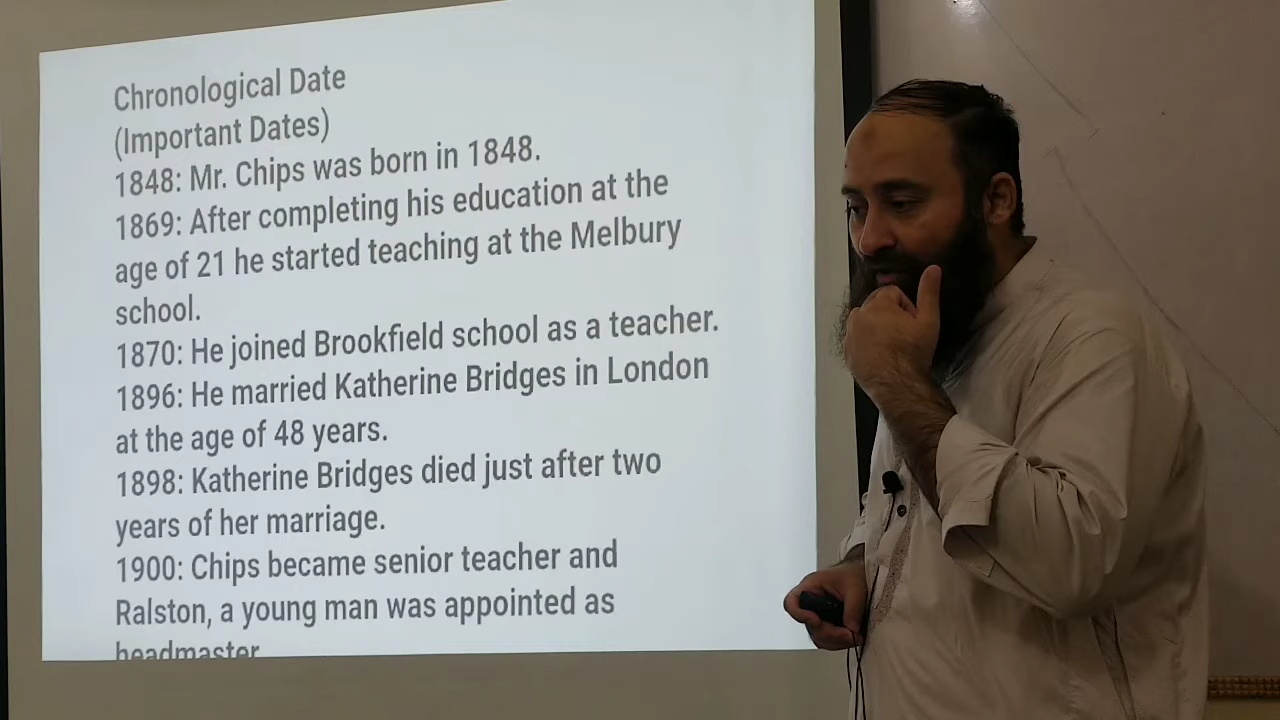 Chronological Date
(Important Dates)
1848: Mr. Chips was born in 1848.
1869: After completing his education at the
age of 21 he started teaching at the Melbury
school.
1870: He joined Brookfield school as a teacher.
1896: He married Katherine Bridges in London
at the age of 48 years.
1898: Katherine Bridges died just after two
years of her marriage.
1900: Chips became senior teacher and
Ralston, a young man was appointed as
headmaster